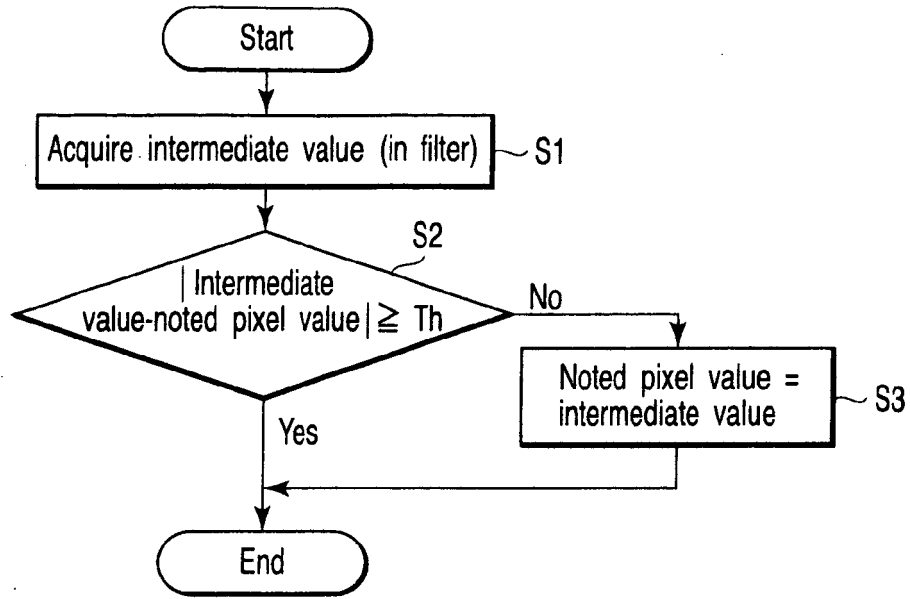 Start
Acquire intermediate value (in filter)
S1
S2
| Intermediate
value-noted pixel value | ≧ Th
No
Noted pixel value =
intermediate value
S3
Yes
End